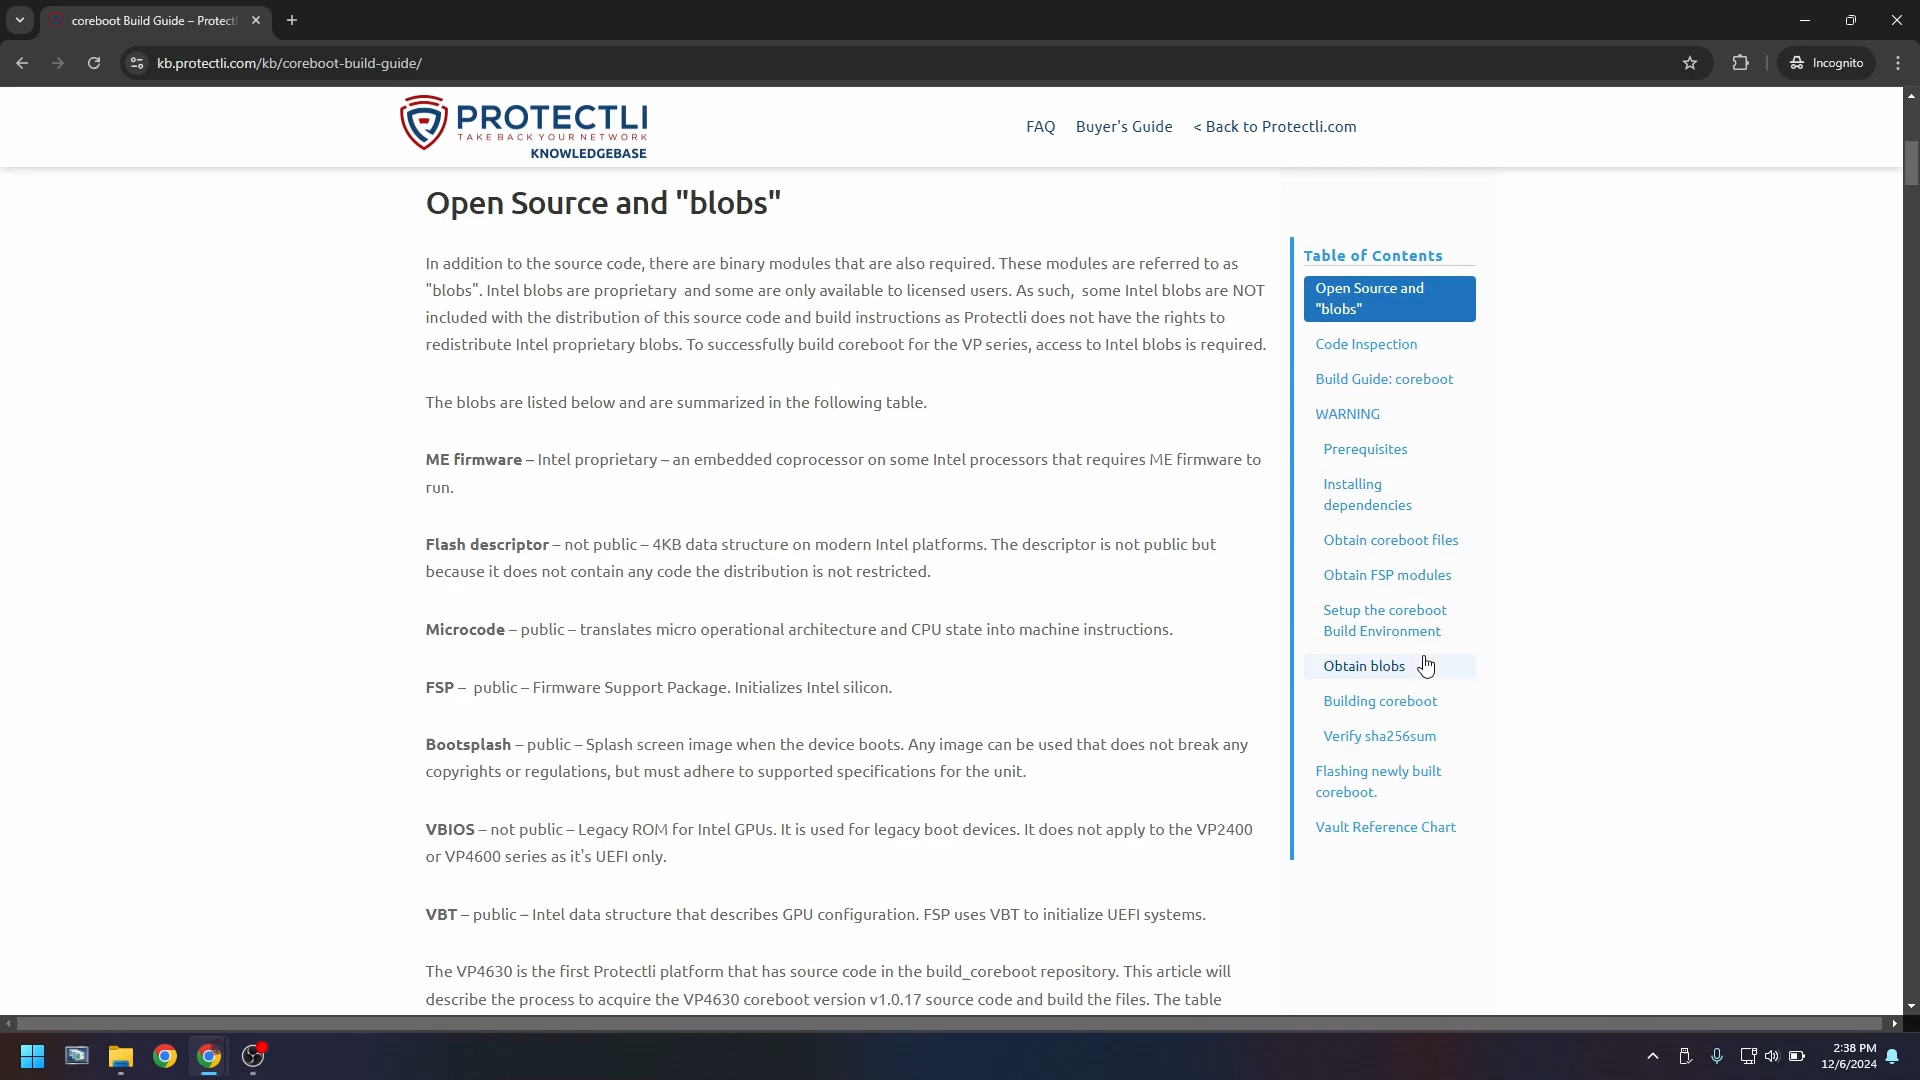 coreboot Build Guide – Protectl
kb.protectli.com/kb/coreboot-build-guide/
Incognito
PROTECTLI
TAKE BACK YOUR NETWORK
KNOWLEDGEBASE
FAQ
Buyer's Guide
< Back to Protectli.com
Open Source and "blobs"
In addition to the source code, there are binary modules that are also required. These modules are referred to as
"blobs". Intel blobs are proprietary and some are only available to licensed users. As such, some Intel blobs are NOT
included with the distribution of this source code and build instructions as Protectli does not have the rights to
redistribute Intel proprietary blobs. To successfully build coreboot for the VP series, access to Intel blobs is required.
The blobs are listed below and are summarized in the following table.
ME firmware – Intel proprietary – an embedded coprocessor on some Intel processors that requires ME firmware to
run.
Flash descriptor – not public – 4KB data structure on modern Intel platforms. The descriptor is not public but
because it does not contain any code the distribution is not restricted.
Microcode – public – translates micro operational architecture and CPU state into machine instructions.
FSP – public – Firmware Support Package. Initializes Intel silicon.
Bootsplash – public – Splash screen image when the device boots. Any image can be used that does not break any
copyrights or regulations, but must adhere to supported specifications for the unit.
VBIOS – not public – Legacy ROM for Intel GPUs. It is used for legacy boot devices. It does not apply to the VP2400
or VP4600 series as it's UEFI only.
VBT – public – Intel data structure that describes GPU configuration. FSP uses VBT to initialize UEFI systems.
The VP4630 is the first Protectli platform that has source code in the build_coreboot repository. This article will
describe the process to acquire the VP4630 coreboot version v1.0.17 source code and build the files. The table
Table of Contents
Open Source and
"blobs"
Code Inspection
Build Guide: coreboot
WARNING
Prerequisites
Installing
dependencies
Obtain coreboot files
Obtain FSP modules
Setup the coreboot
Build Environment
Obtain blobs
Building coreboot
Verify sha256sum
Flashing newly built
coreboot.
Vault Reference Chart
2:38 PM
12/6/2024